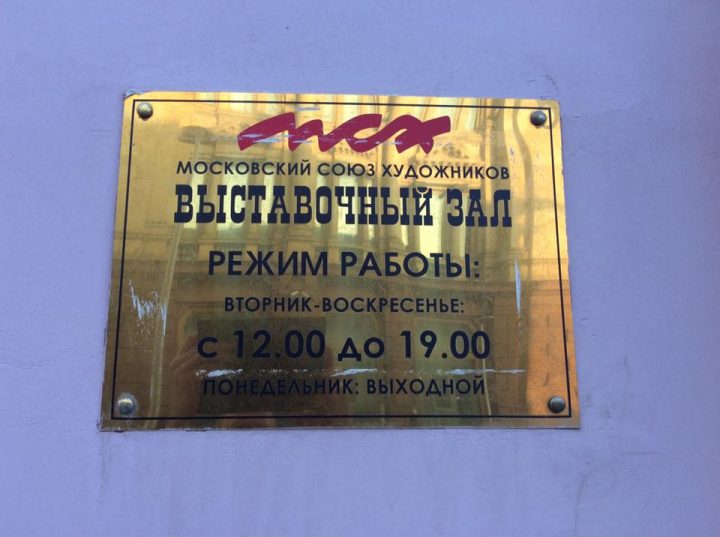 мсх
МОСКОВСКИЙ СОЮЗ ХУДОЖНИКОВ
ВЫСТАВОЧНЫЙ ЗАЛ
РЕЖИМ РАБОТЫ:
ВТОРНИК-ВОСКРЕСЕНЬЕ:
с 12.00 до 19.00
ПОНЕДЕЛЬНИК: ВЫХОДНОЙ